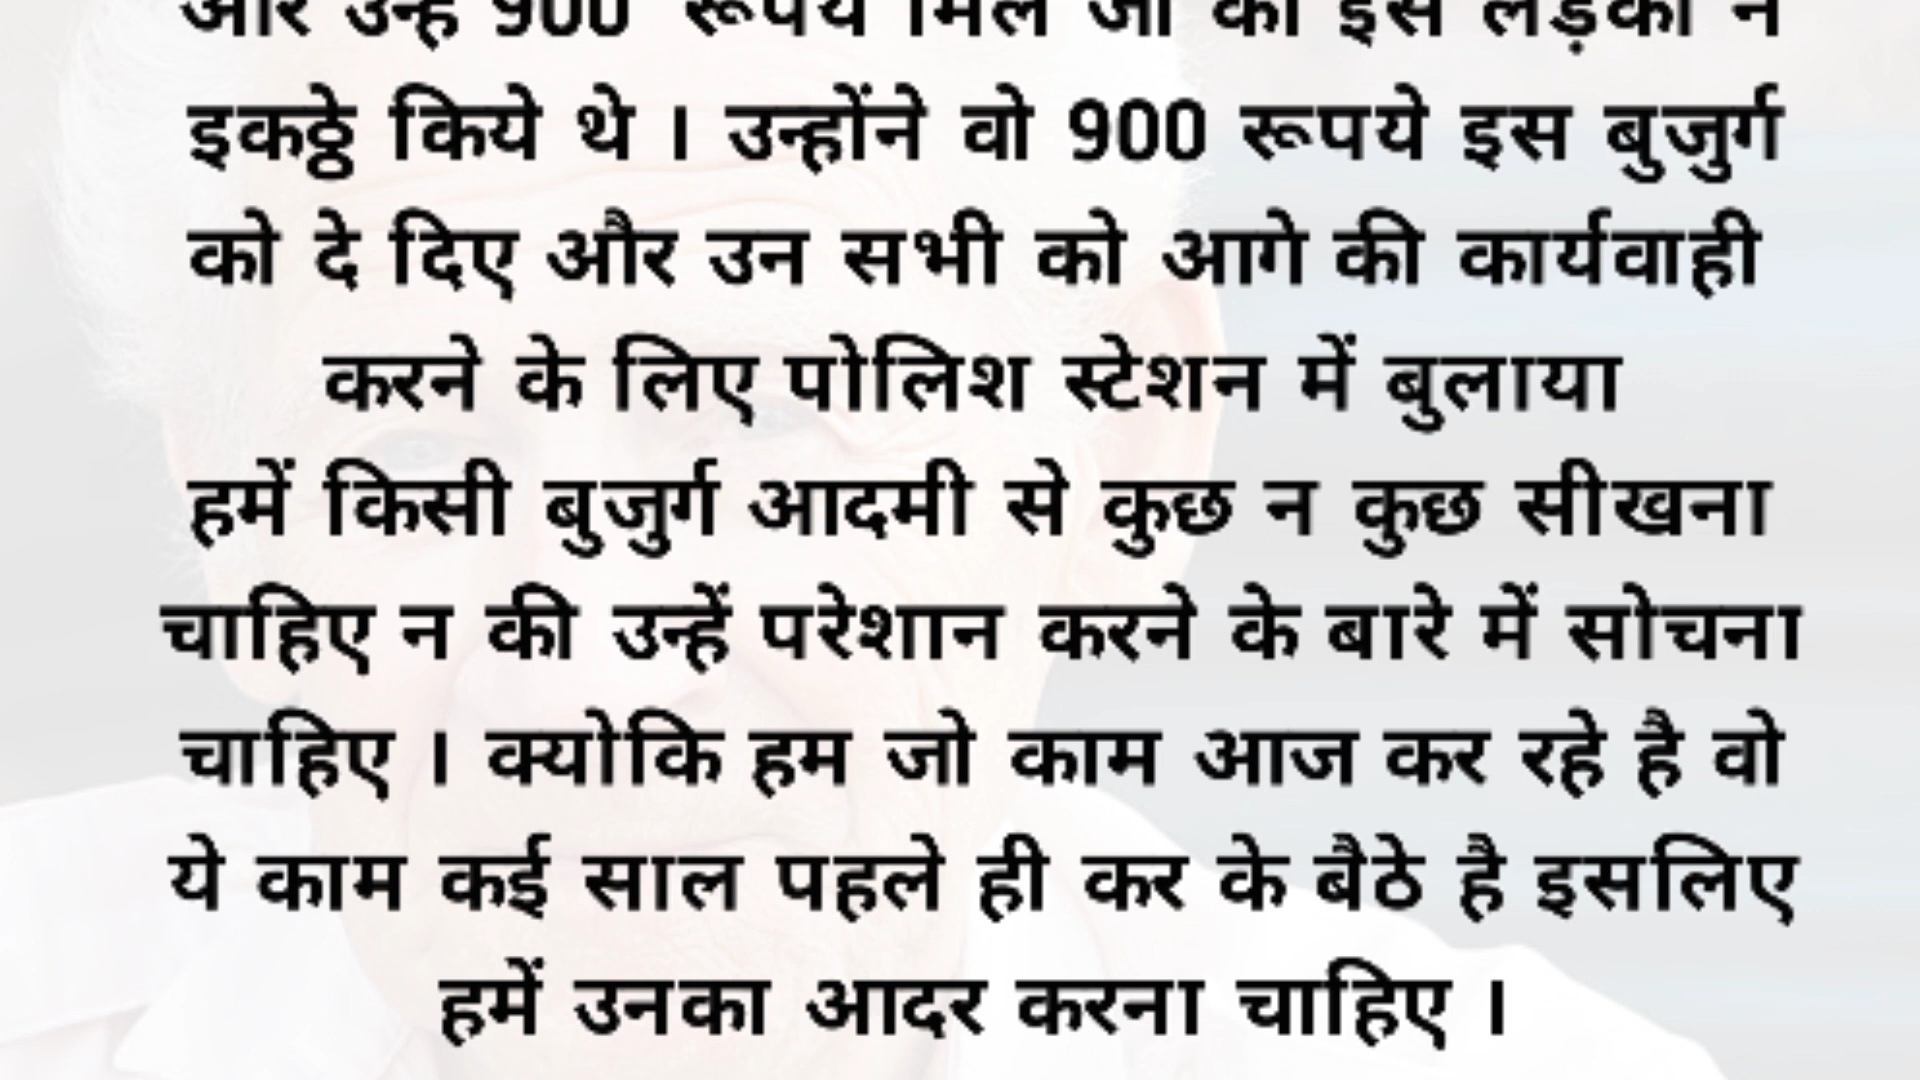 और उन्हें 900 रूपये मिले जो की इस लड़की ने
इकठ्ठे किये थे । उन्होंने वो 900 रूपये इस बुजुर्ग
को दे दिए और उन सभी को आगे की कार्यवाही
करने के लिए पोलिश स्टेशन में बुलाया
हमें किसी बुजुर्ग आदमी से कुछ न कुछ सीखना
चाहिए न की उन्हें परेशान करने के बारे में सोचना
चाहिए । क्योकि हम जो काम आज कर रहे है वो
ये काम कई साल पहले ही कर के बैठे है इसलिए
हमें उनका आदर करना चाहिए ।